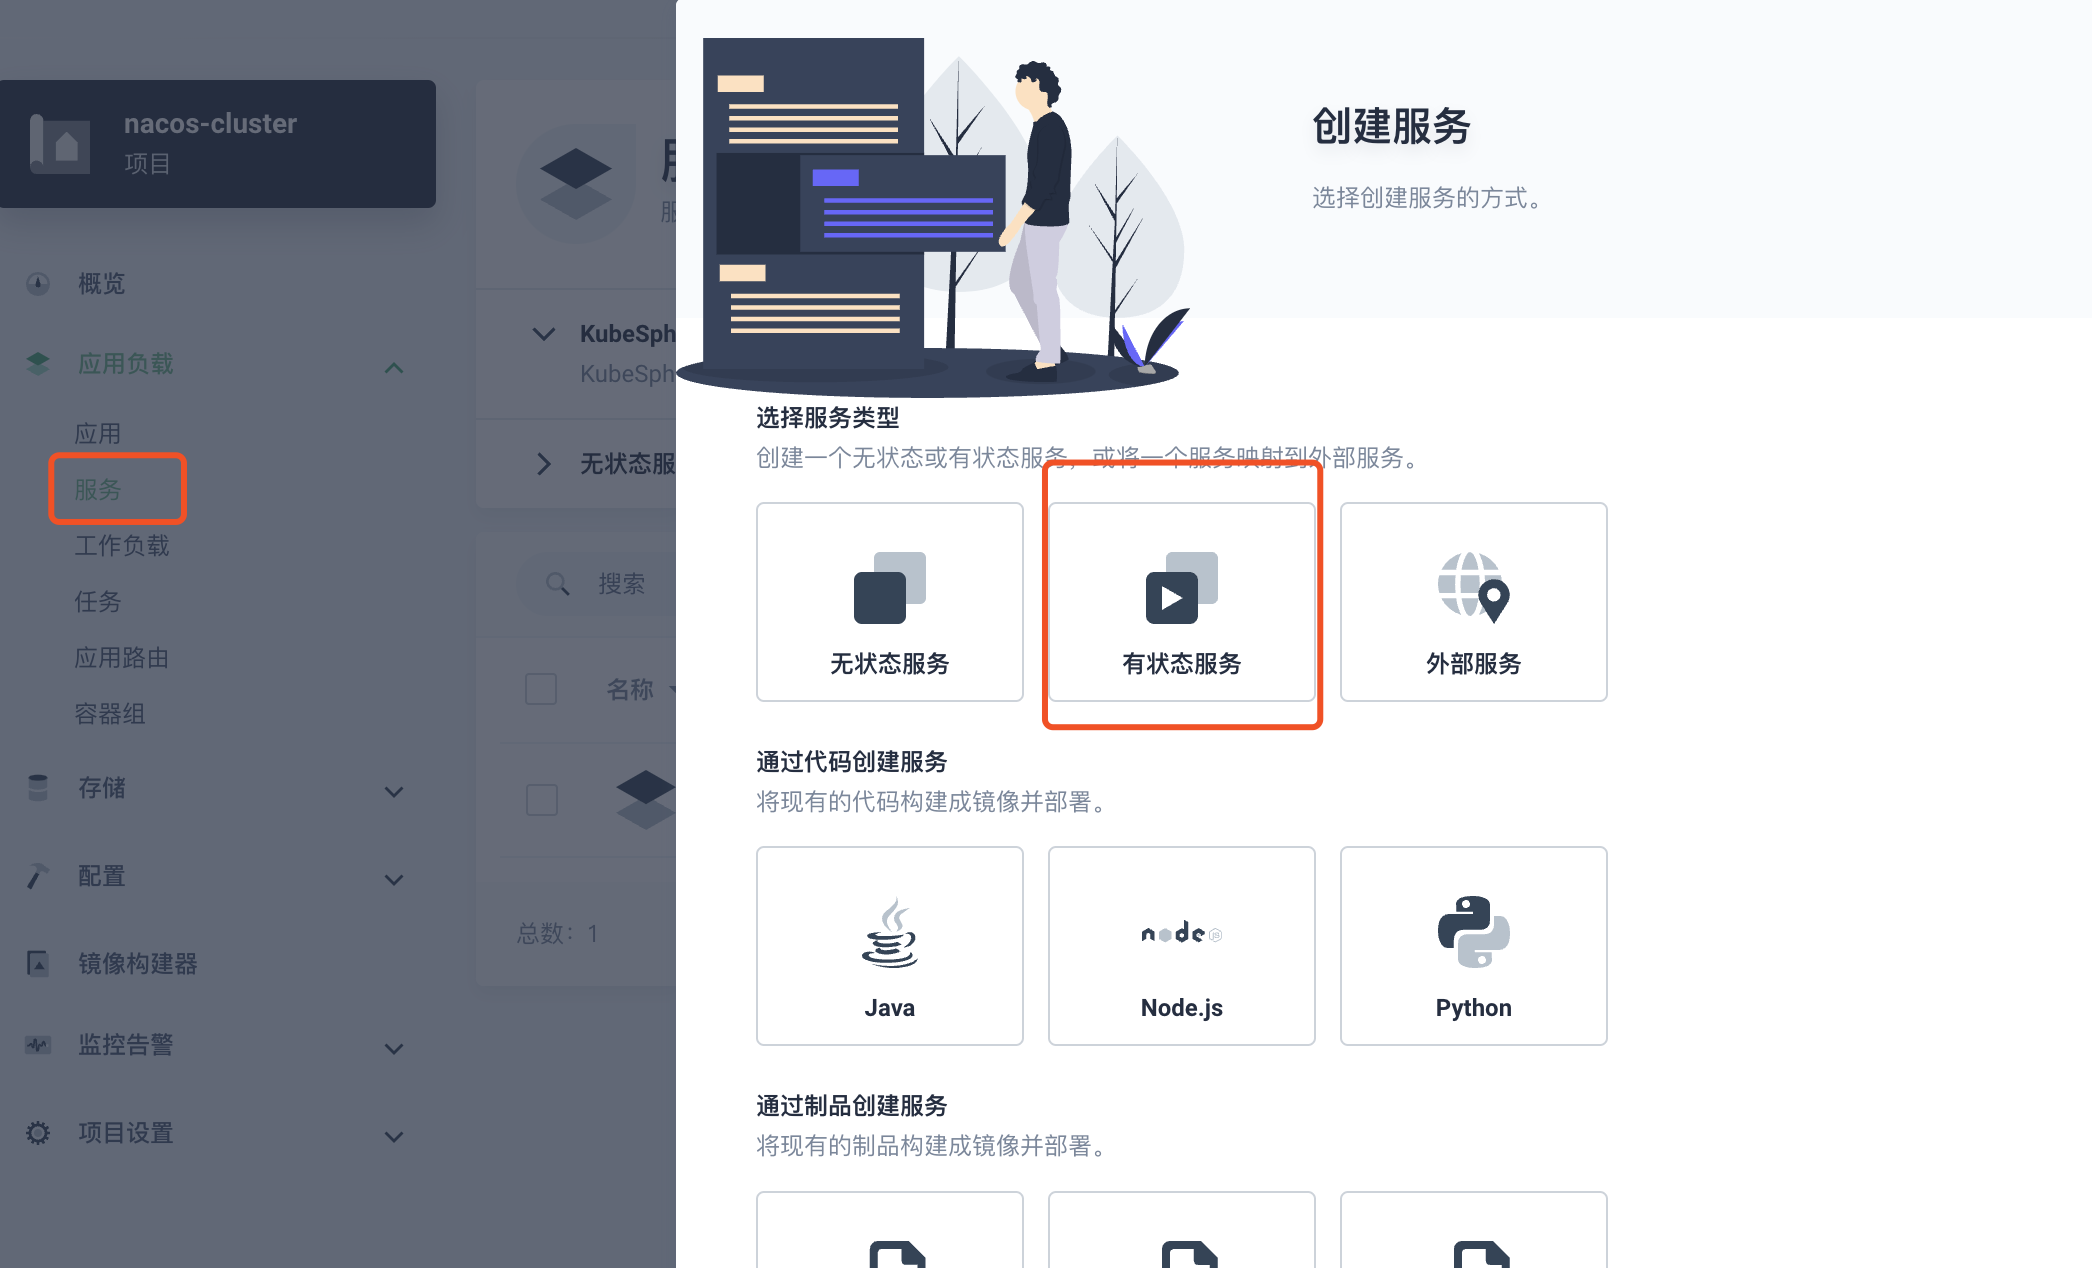 nacos-cluster
项目
概览
应用负载
应用
服务
工作负载
任务
应用路由
容器组
存储
配置
镜像构建器
监控告警
项目设置
服
KubeSph
KubeSph
无状态服
搜索
名称
总数：1
创建服务
选择创建服务的方式。
选择服务类型
创建一个无状态或有状态服务，或将一个服务映射到外部服务。
无状态服务
有状态服务
外部服务
通过代码创建服务
将现有的代码构建成镜像并部署。
Java
Node.js
Python
通过制品创建服务
将现有的制品构建成镜像并部署。